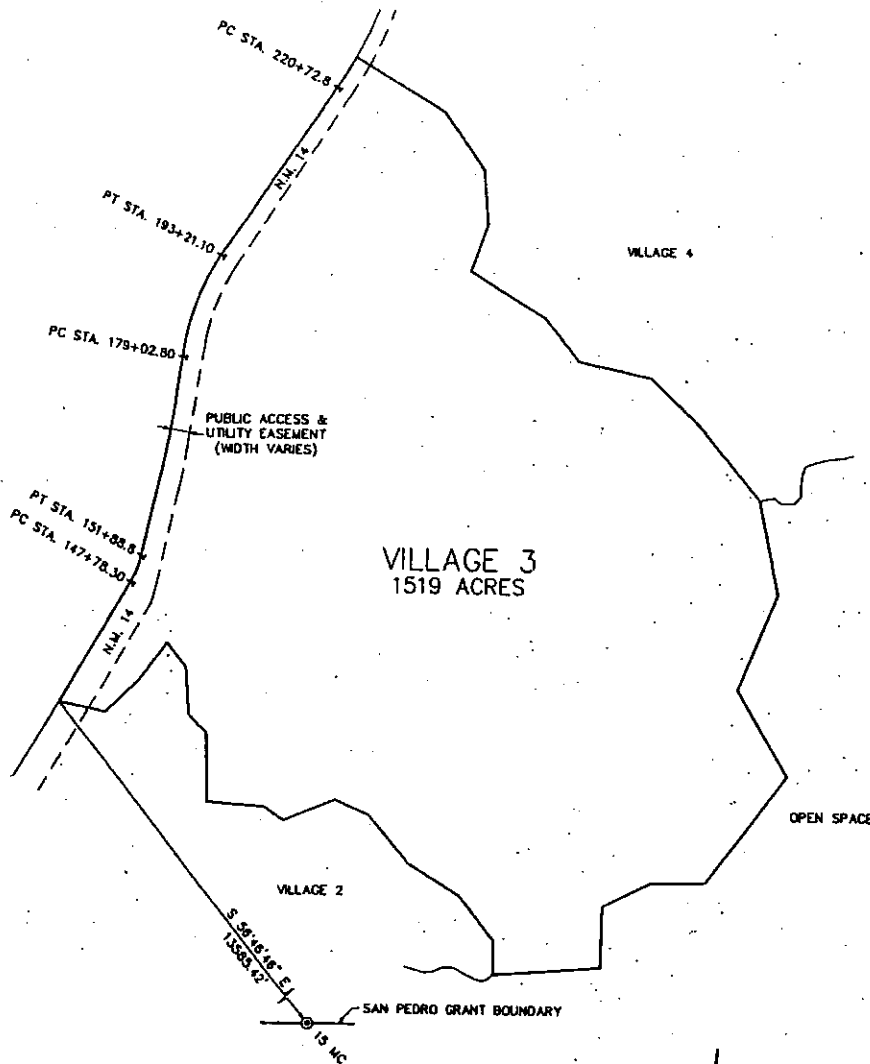 PC STA. 220+72.8
N.M. 14
PT STA. 193+21.10
VILLAGE 4
PC STA. 179+02.80
PUBLIC ACCESS &
UTILITY EASEMENT
(WIDTH VARIES)
PT STA. 151+88.8
PC STA. 147+78.30
VILLAGE 3
1519 ACRES
N.M. 14
OPEN SPACE
VILLAGE 2
S 56°46'46" E
13585.42'
SAN PEDRO GRANT BOUNDARY
15 MC